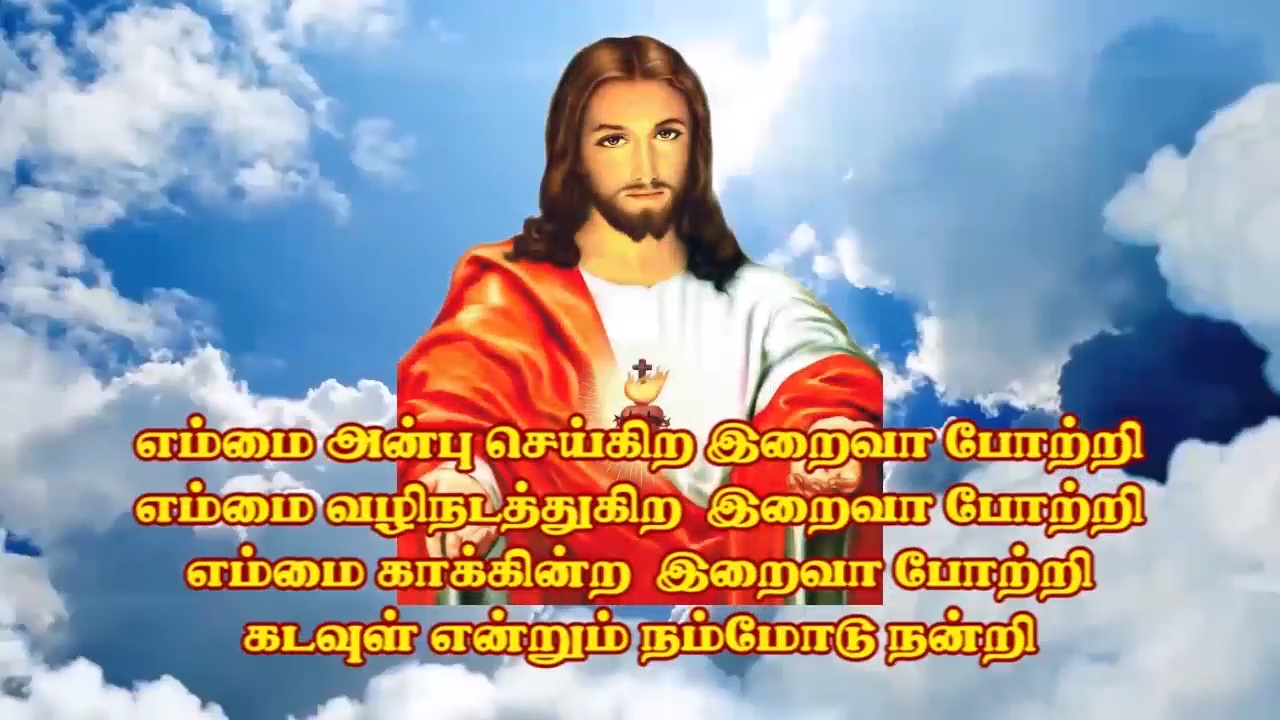 எம்மை அன்பு செய்கிற இறைவா போற்றி
எம்மை வழிநடத்துகிற இறைவா போற்றி
எம்மை காக்கின்ற இறைவா போற்றி
கடவுள் என்றும் நம்மோடு நன்றி